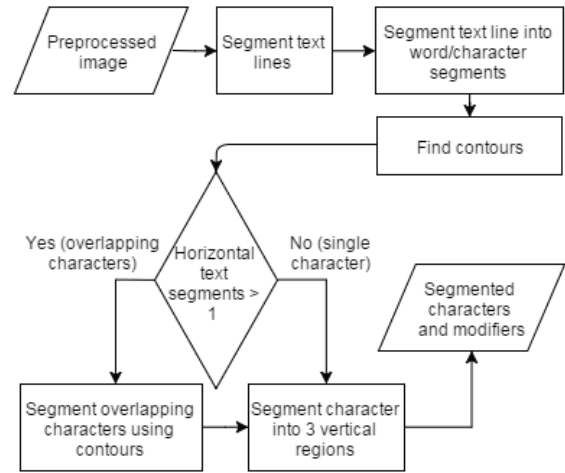 Preprocessed
image
Segment text
lines
Segment text line into
word/character
segments
Find contours
Yes (overlapping
characters)
Horizontal
text
segments >
1
No (single
character)
Segmented
characters
and modifiers
Segment overlapping
characters using
contours
Segment character
into 3 vertical
regions